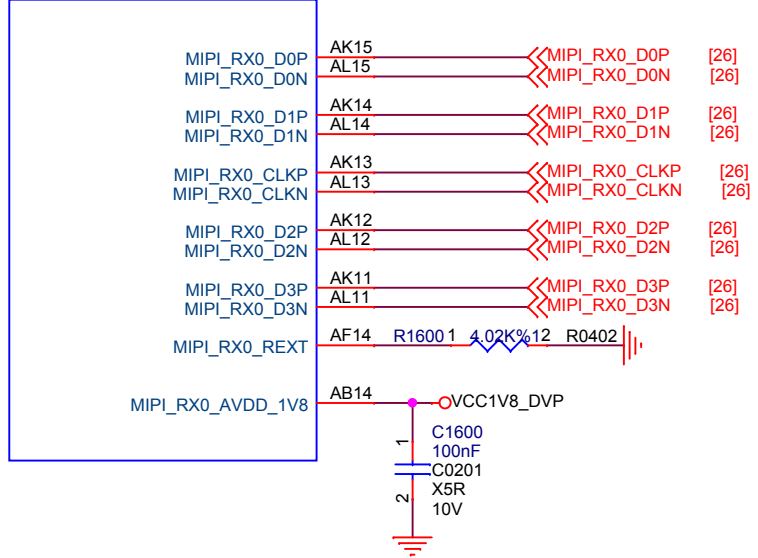 MIPI_RX0_D0P AK15 MIPI_RX0_D0P [26]
MIPI_RX0_D0N AL15 MIPI_RX0_D0N [26]
MIPI_RX0_D1P AK14 MIPI_RX0_D1P [26]
MIPI_RX0_D1N AL14 MIPI_RX0_D1N [26]
MIPI_RX0_CLKP AK13 MIPI_RX0_CLKP [26]
MIPI_RX0_CLKN AL13 MIPI_RX0_CLKN [26]
MIPI_RX0_D2P AK12 MIPI_RX0_D2P [26]
MIPI_RX0_D2N AL12 MIPI_RX0_D2N [26]
MIPI_RX0_D3P AK11 MIPI_RX0_D3P [26]
MIPI_RX0_D3N AL11 MIPI_RX0_D3N [26]
MIPI_RX0_REXT AF14 R1600 1 4.02K%1 2 R0402
MIPI_RX0_AVDD_1V8 AB14 VCC1V8_DVP
1 C1600
100nF
C0201
2 X5R
10V